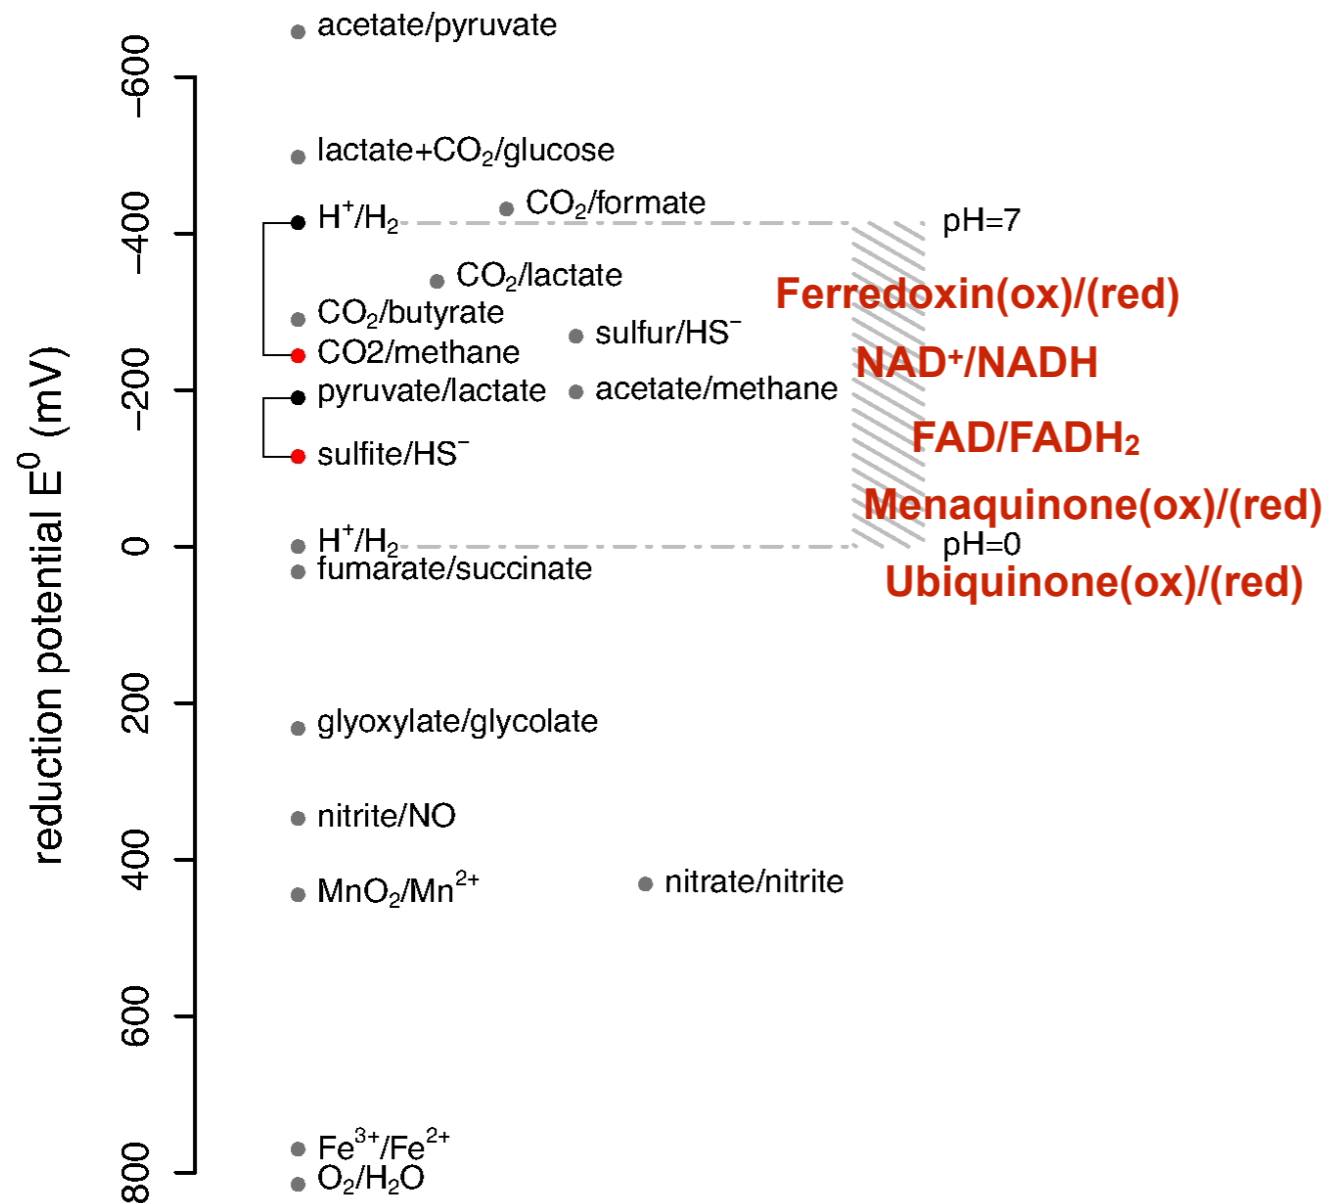 acetate/pyruvate
−600
lactate+CO₂/glucose
CO₂/formate
H⁺/H₂
pH=7
−400
CO₂/lactate
Ferredoxin(ox)/(red)
CO₂/butyrate
sulfur/HS⁻
CO2/methane
NAD⁺/NADH
−200
pyruvate/lactate
acetate/methane
FAD/FADH₂
sulfite/HS⁻
Menaquinone(ox)/(red)
0
H⁺/H₂
pH=0
fumarate/succinate
Ubiquinone(ox)/(red)
reduction potential E⁰ (mV)
200
glyoxylate/glycolate
nitrite/NO
400
MnO₂/Mn²⁺
nitrate/nitrite
600
Fe³⁺/Fe²⁺
800
O₂/H₂O